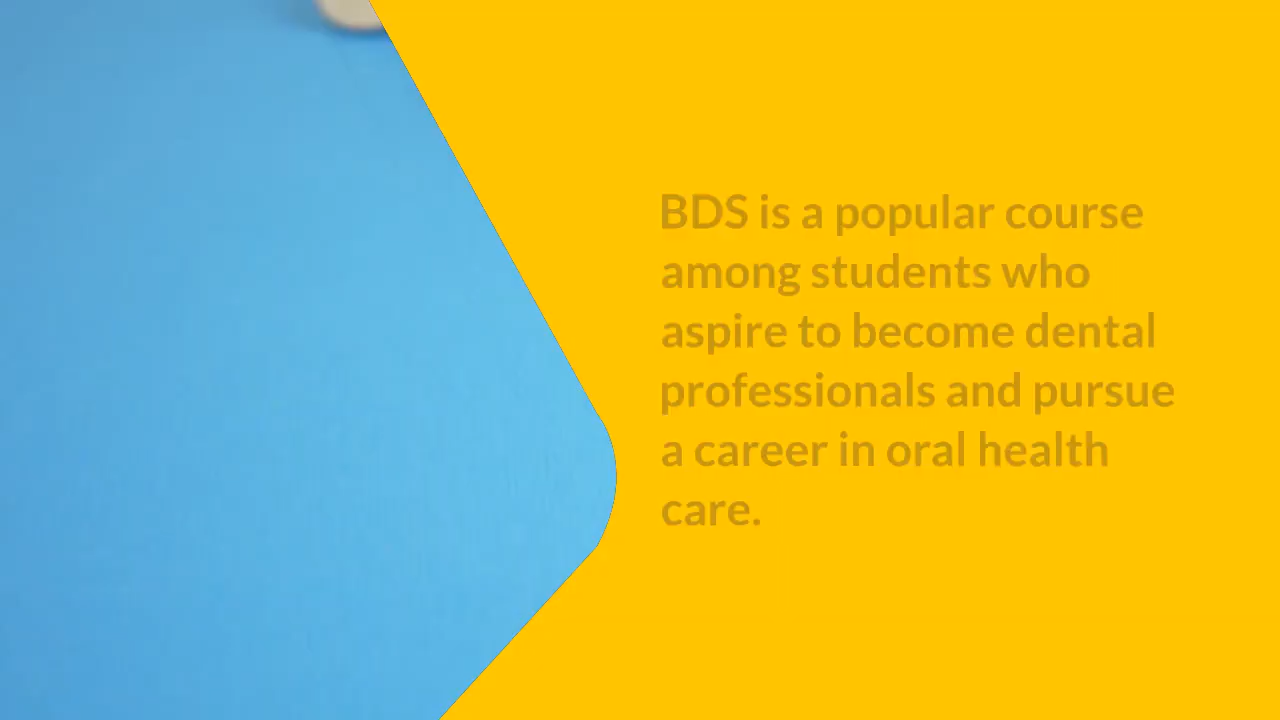 BDS is a popular course
among students who
aspire to become dental
professionals and pursue
a career in oral health
care.